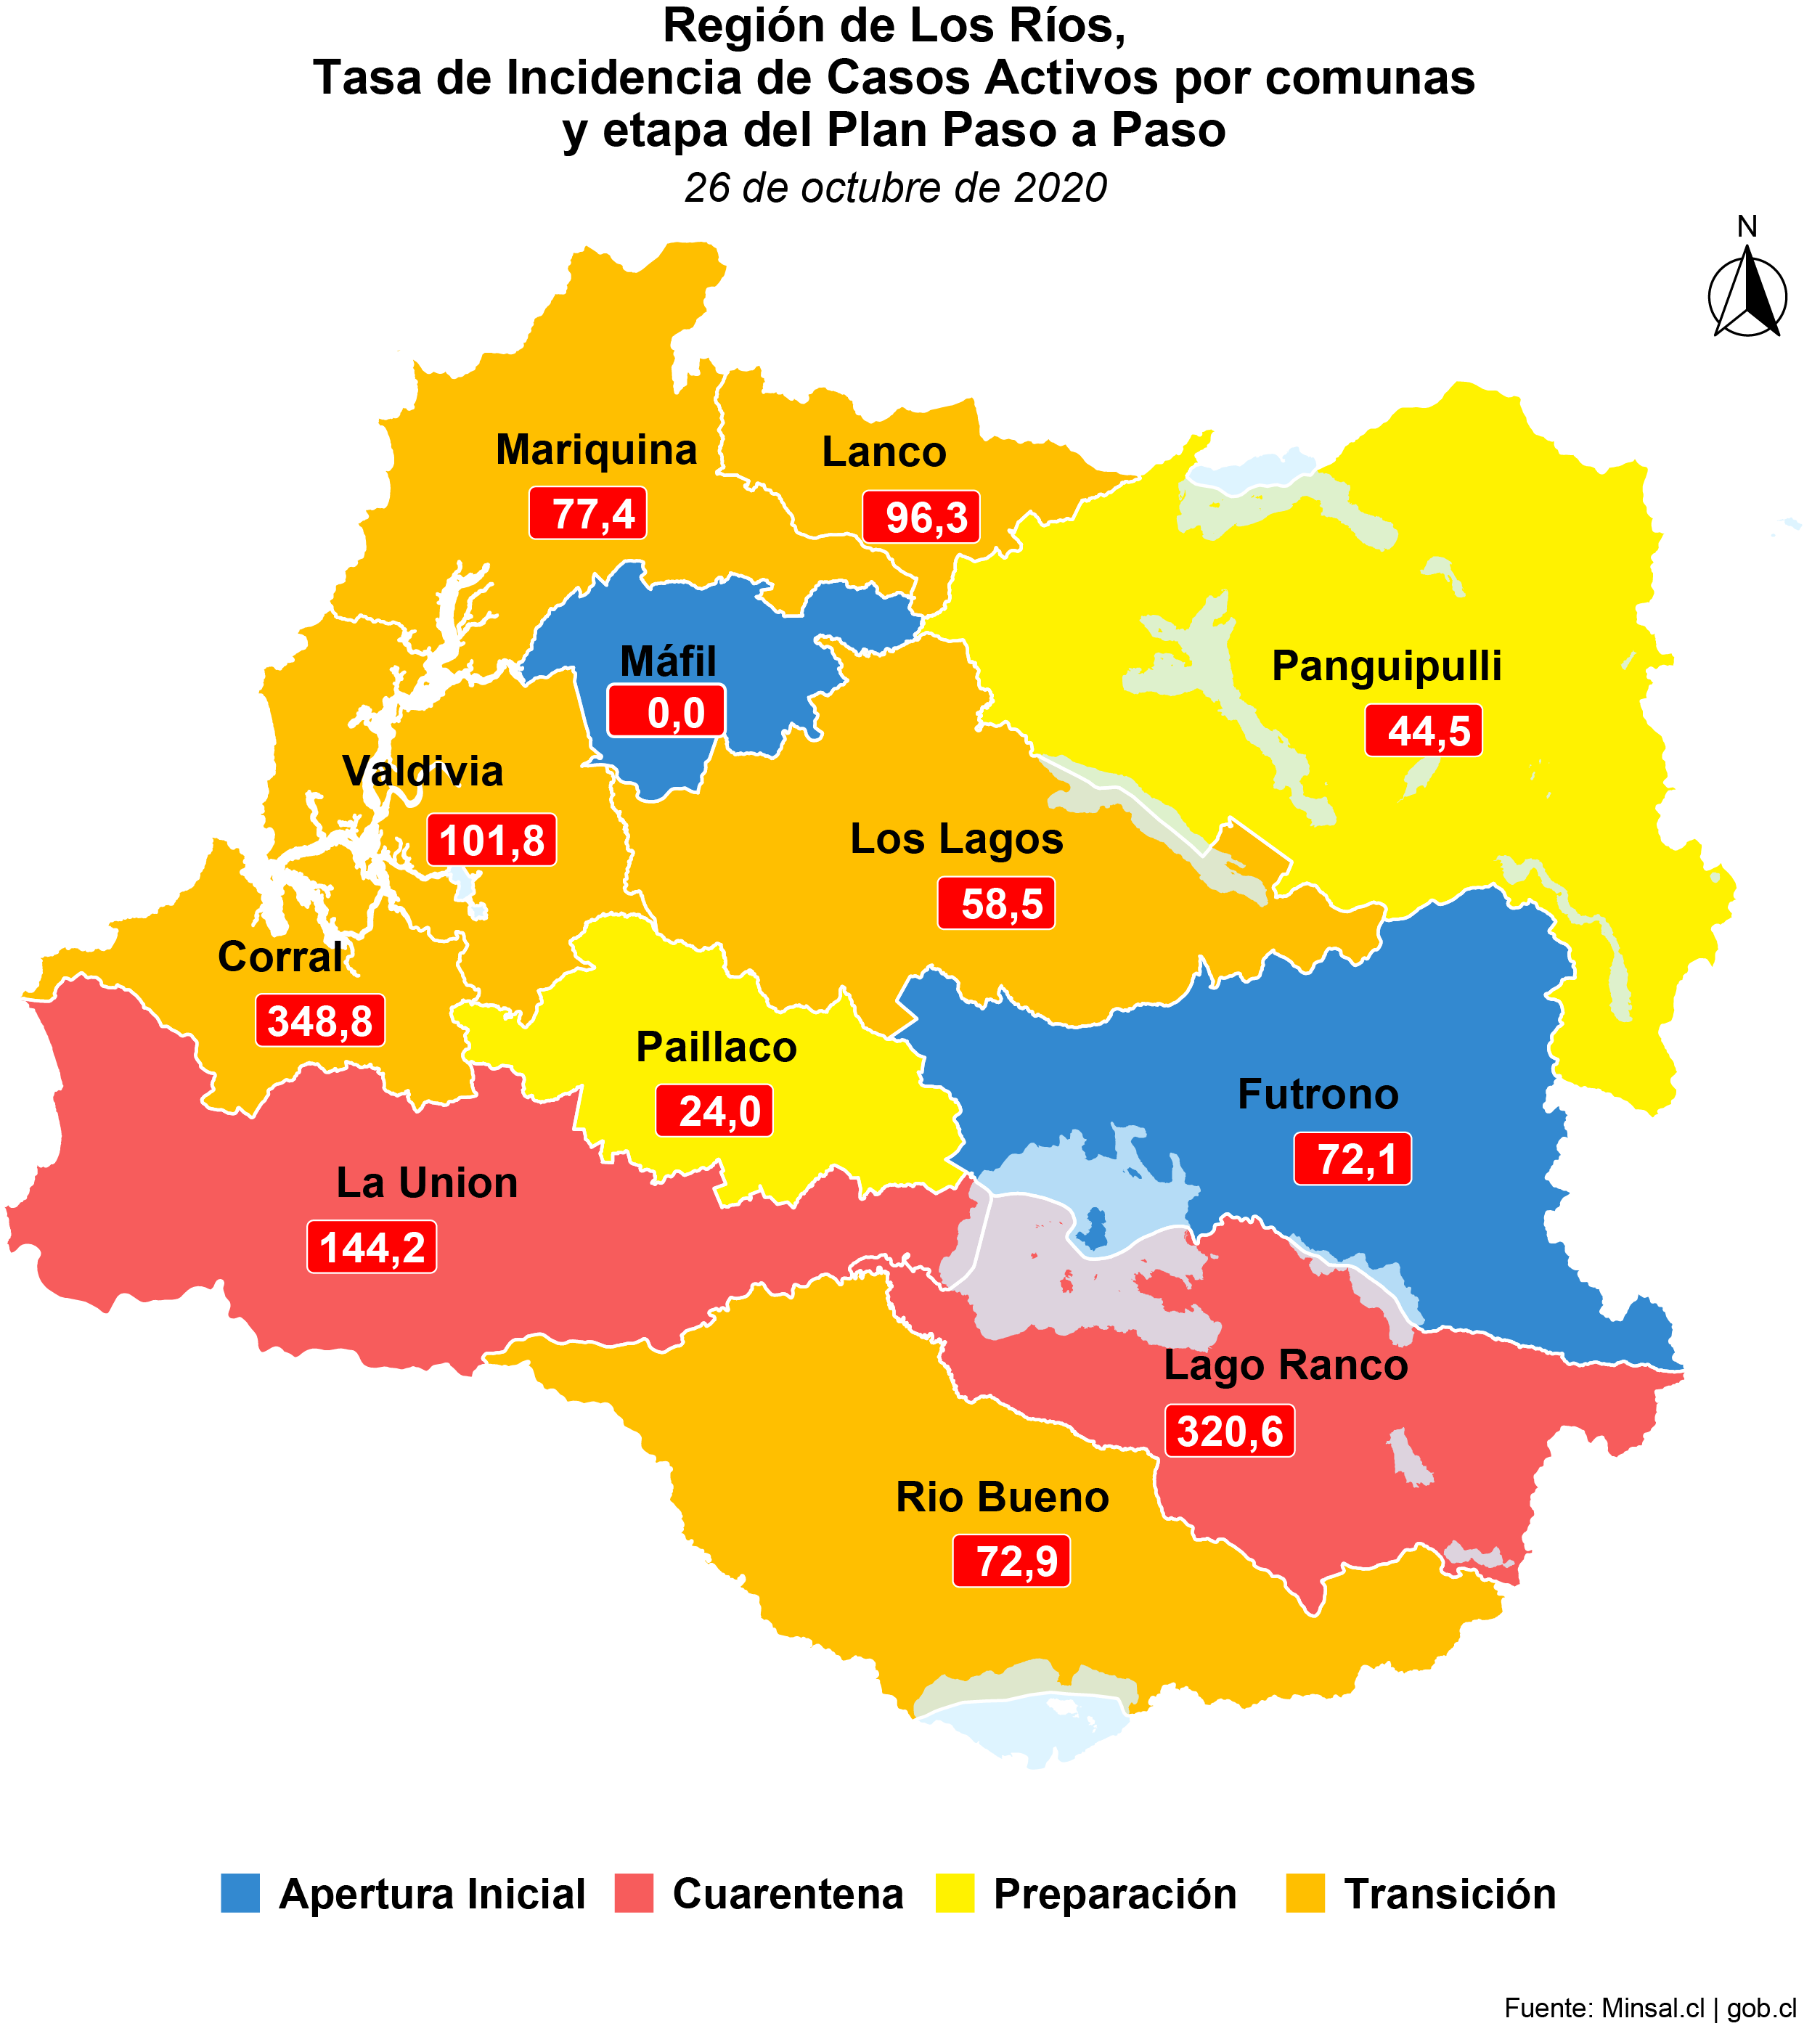 Región de Los Ríos,
Tasa de Incidencia de Casos Activos por comunas
y etapa del Plan Paso a Paso
26 de octubre de 2020
N
Mariquina
77,4
Lanco
96,3
Máfil
0,0
Panguipulli
44,5
Valdivia
101,8
Los Lagos
58,5
Corral
348,8
Paillaco
24,0
Futrono
72,1
La Union
144,2
Lago Ranco
320,6
Rio Bueno
72,9
Apertura Inicial
Cuarentena
Preparación
Transición
Fuente: Minsal.cl | gob.cl